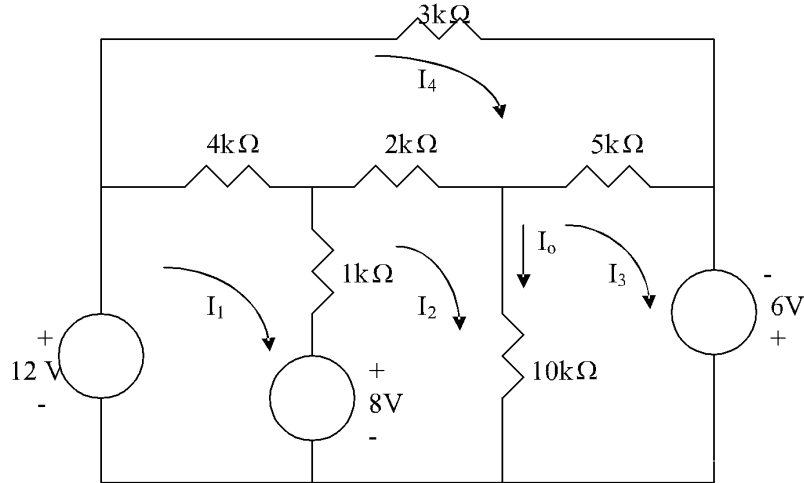 3kΩ
I₄
4kΩ
2kΩ
5kΩ
Iₒ
1kΩ
I₁
I₂
I₃
-
6V
+
+
12 V
-
+
8V
-
10kΩ